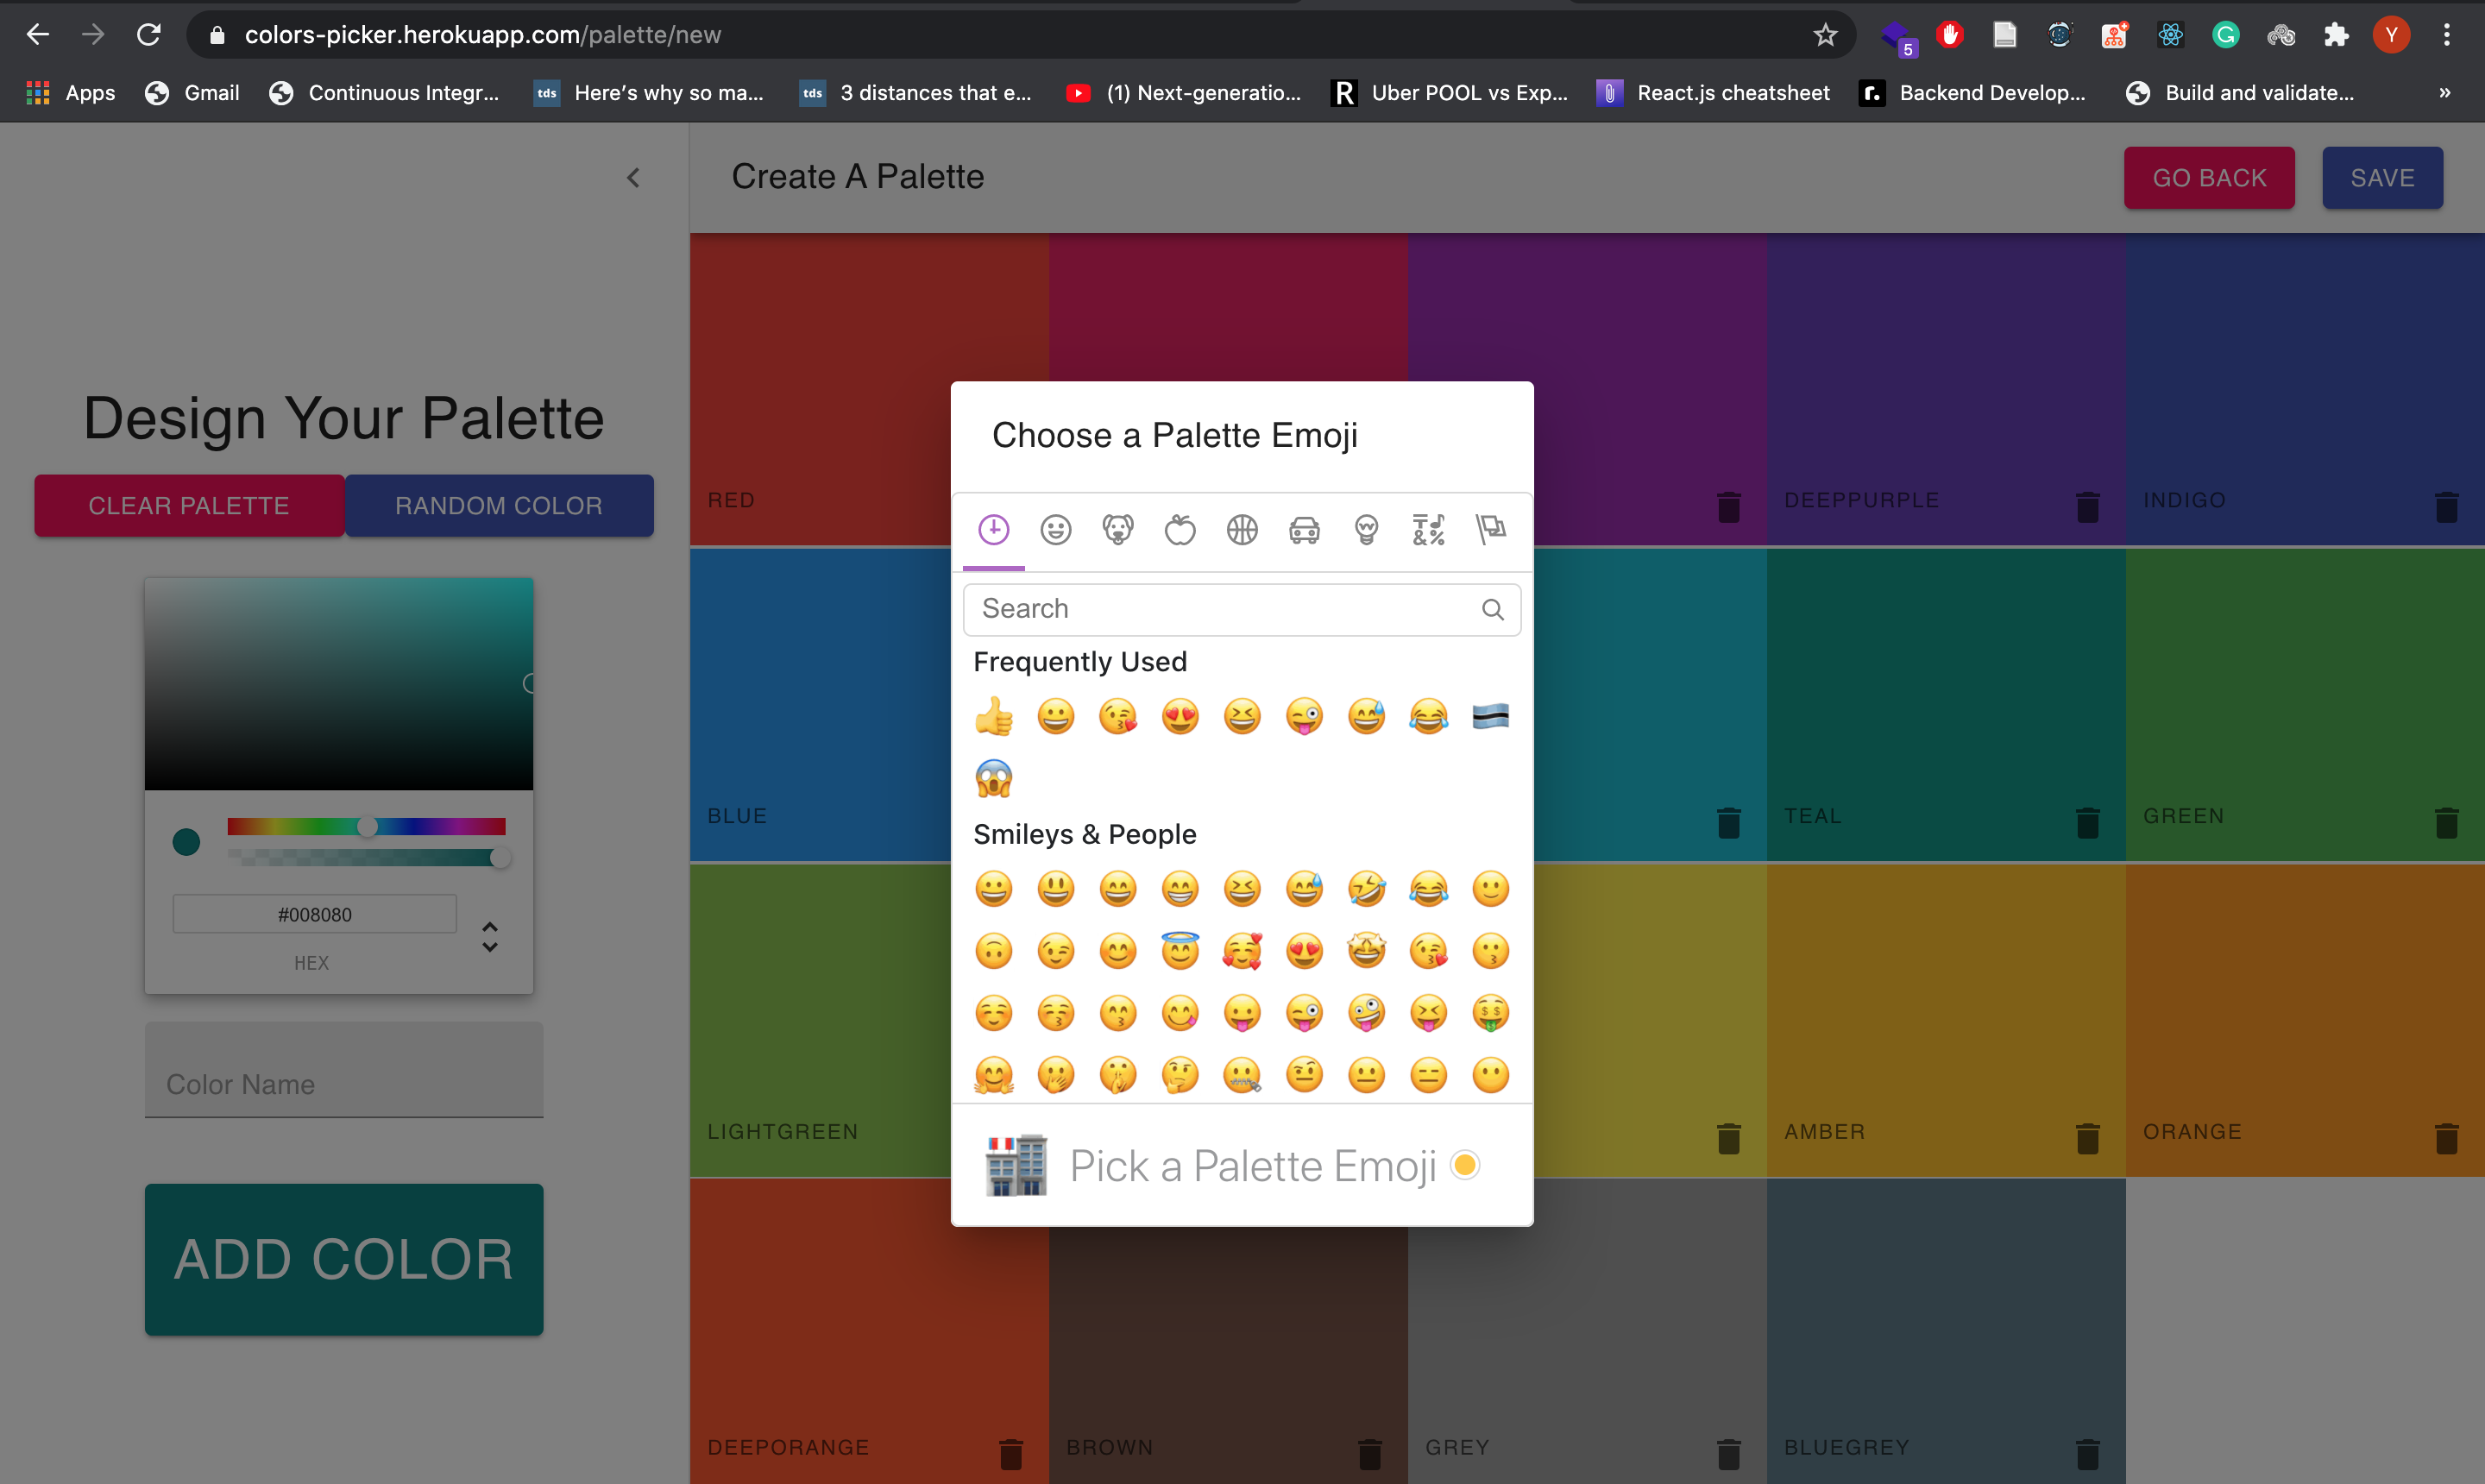 colors-picker.herokuapp.com/palette/new
5
Y
Apps
Gmail
Continuous Integr...
tds
Here's why so ma...
tds
3 distances that e...
(1) Next-generatio...
R
Uber POOL vs Exp...
React.js cheatsheet
r.
Backend Develop...
Build and validate...
»
Create A Palette
GO BACK
SAVE
Design Your Palette
CLEAR PALETTE
RANDOM COLOR
#008080
HEX
Color Name
ADD COLOR
RED
DEEPPURPLE
INDIGO
BLUE
TEAL
GREEN
LIGHTGREEN
AMBER
ORANGE
DEEPORANGE
BROWN
GREY
BLUEGREY
Choose a Palette Emoji
Search
Frequently Used
Smileys & People
Pick a Palette Emoji